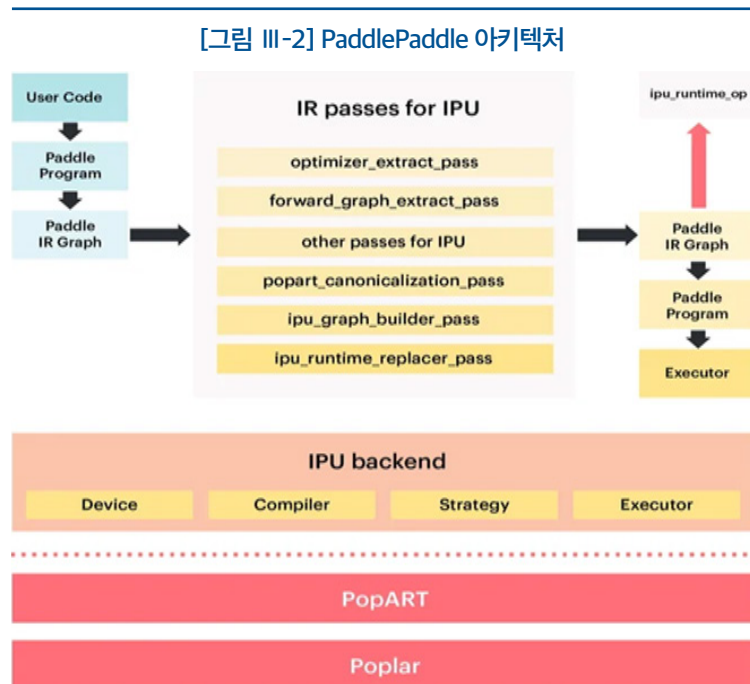 [그림 Ⅲ-2] PaddlePaddle 아키텍처
User Code
Paddle
Program
Paddle
IR Graph
IR passes for IPU
optimizer_extract_pass
forward_graph_extract_pass
other passes for IPU
popart_canonicalization_pass
ipu_graph_builder_pass
ipu_runtime_replacer_pass
ipu_runtime_op
Paddle
IR Graph
Paddle
Program
Executor
IPU backend
Device
Compiler
Strategy
Executor
PopART
Poplar